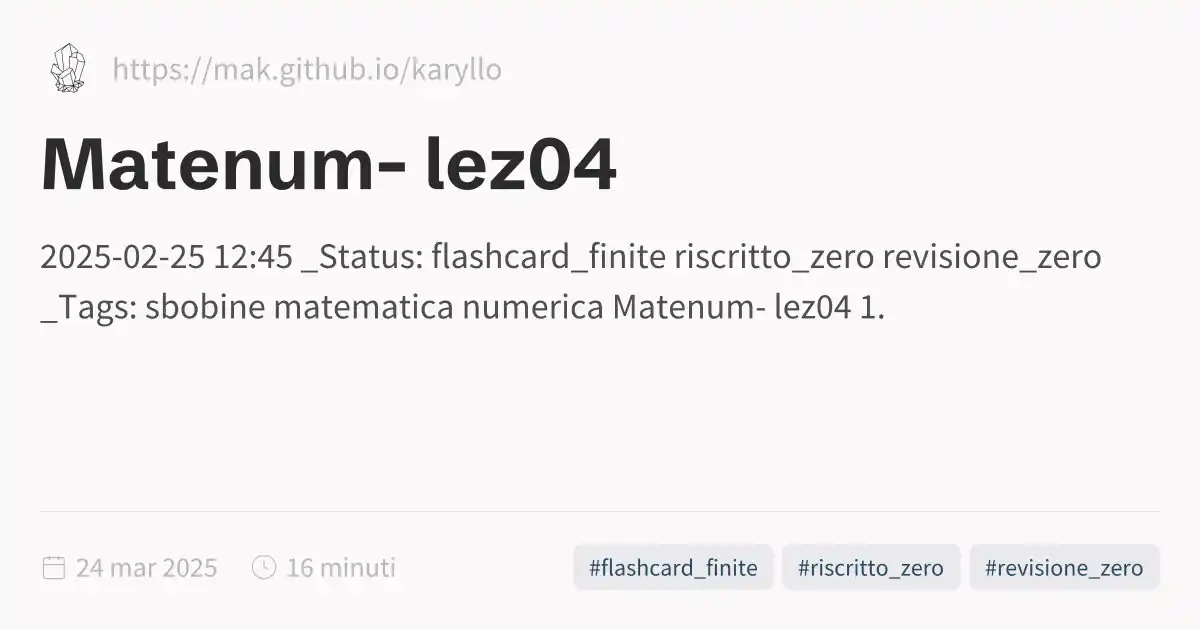 https://mak.github.io/karyllo
Matenum- lez04
2025-02-25 12:45 _Status: flashcard_finite riscritto_zero revisione_zero
_Tags: sbobine matematica numerica Matenum- lez04 1.
24 mar 2025 16 minuti #flashcard_finite #riscritto_zero #revisione_zero